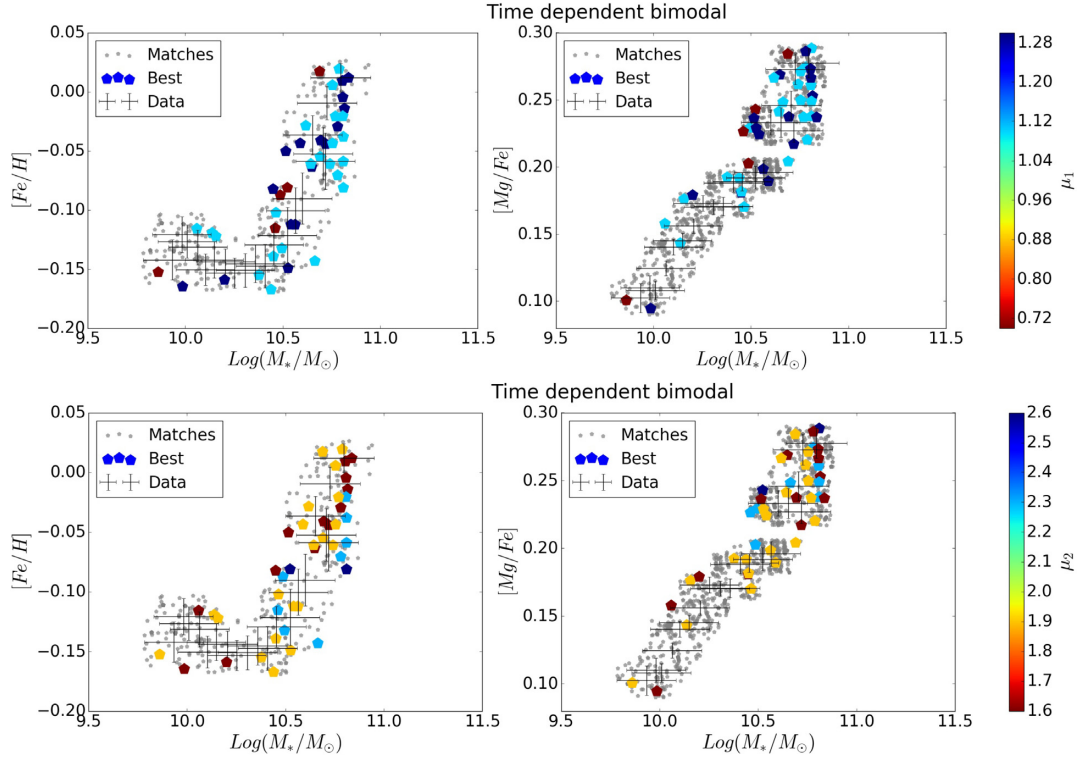 Time dependent bimodal
Matches
Best
Data
0.05
0.00
−0.05
−0.10
−0.15
−0.20
[Fe/H]
9.5 10.0 10.5 11.0 11.5
Log(M*/M⊙)
Matches
Best
Data
0.30
0.25
0.20
0.15
0.10
[Mg/Fe]
9.5 10.0 10.5 11.0 11.5
Log(M*/M⊙)
1.28
1.20
1.12
1.04
0.96
0.88
0.80
0.72
μ1
Time dependent bimodal
Matches
Best
Data
0.05
0.00
−0.05
−0.10
−0.15
−0.20
[Fe/H]
9.5 10.0 10.5 11.0 11.5
Log(M*/M⊙)
Matches
Best
Data
0.30
0.25
0.20
0.15
0.10
[Mg/Fe]
9.5 10.0 10.5 11.0 11.5
Log(M*/M⊙)
2.6
2.5
2.4
2.3
2.2
2.1
2.0
1.9
1.8
1.7
1.6
μ2